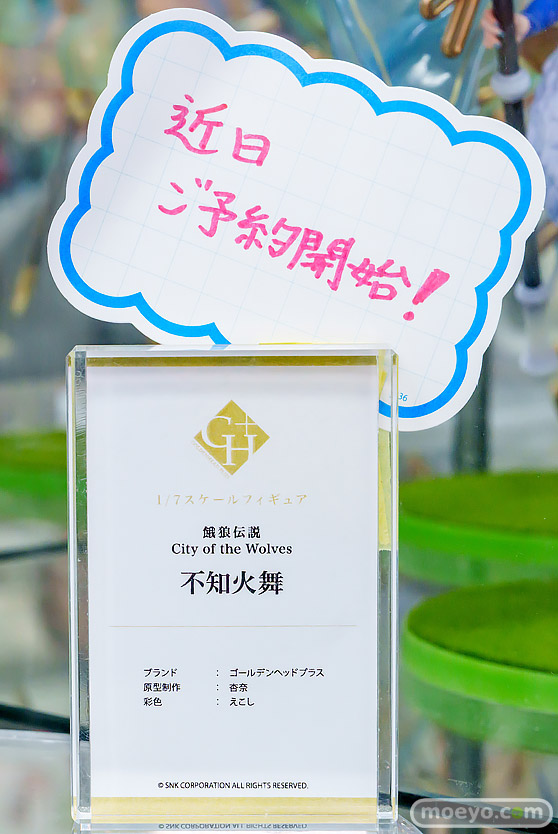 近日
ご予約開始!
36
GH+
1/7スケールフィギュア
餓狼伝説
City of the Wolves
不知火舞
ブランド : ゴールデンヘッドプラス
原型制作 : 杏奈
彩色 : えこし
© SNK CORPORATION ALL RIGHTS RESERVED.
moeyo.com